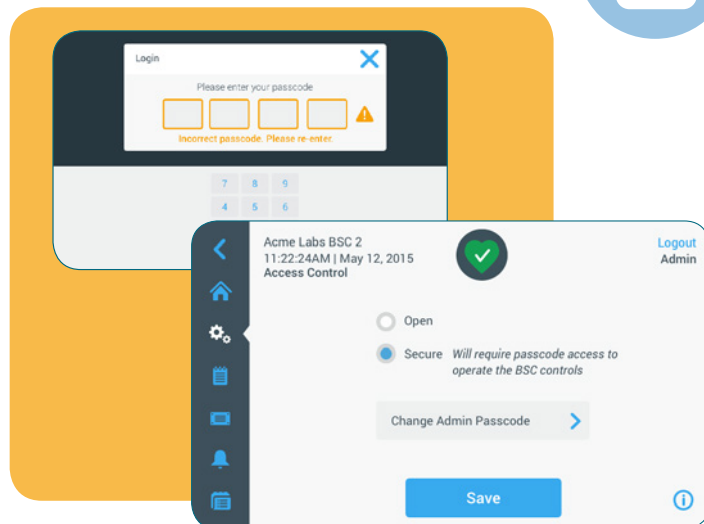 Login
Please enter your passcode
Incorrect passcode. Please re-enter.
7 8 9
4 5 6
Acme Labs BSC 2
11:22:24AM | May 12, 2015
Access Control
Logout
Admin
Open
Secure Will require passcode access to
operate the BSC controls
Change Admin Passcode
Save